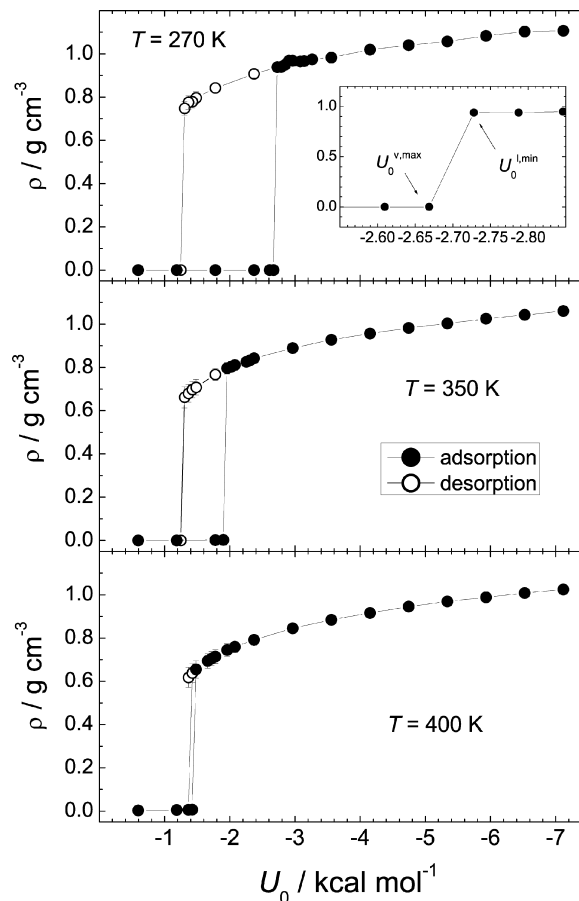 T = 270 K
ρ / g cm⁻³
1.0
0.8
0.6
0.4
0.2
0.0
1.0
0.5
0.0
U₀ᵛ,ᵐᵃˣ
U₀ˡ,ᵐⁱⁿ
-2.60 -2.65 -2.70 -2.75 -2.80
ρ / g cm⁻³
1.0
0.8
0.6
0.4
0.2
0.0
T = 350 K
adsorption
desorption
ρ / g cm⁻³
1.0
0.8
0.6
0.4
0.2
0.0
T = 400 K
-1 -2 -3 -4 -5 -6 -7
U₀ / kcal mol⁻¹